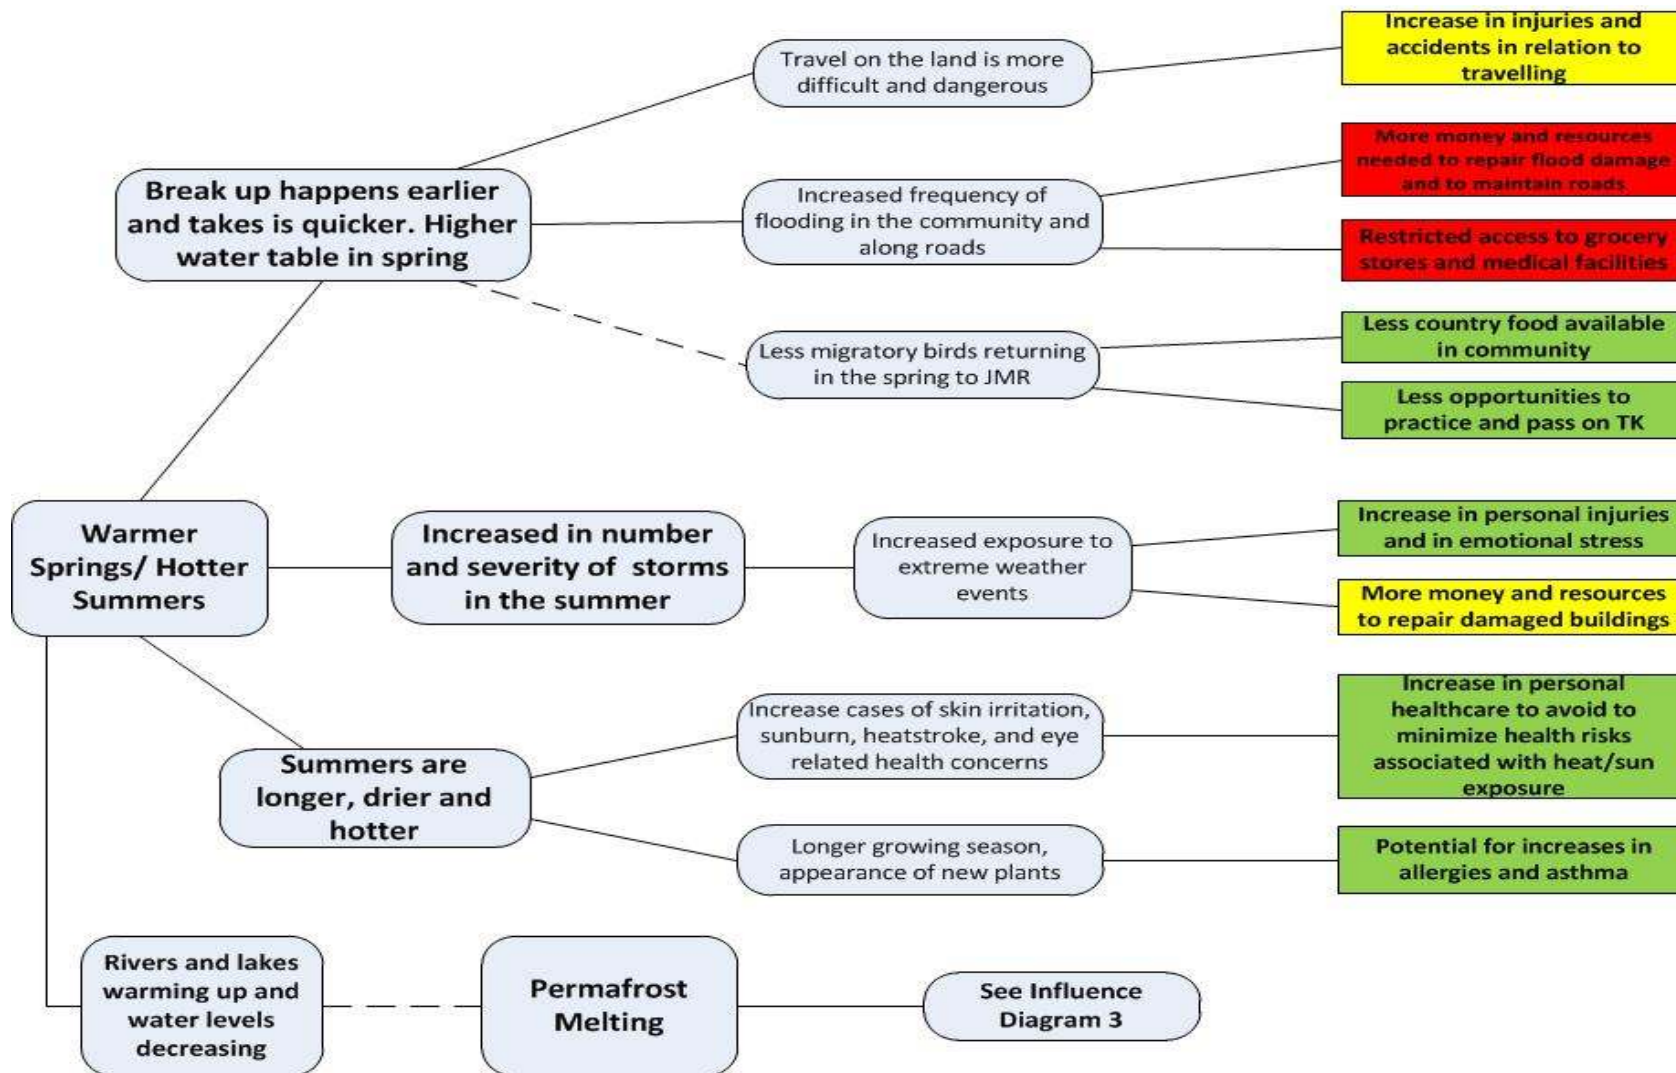 Increase in injuries and
accidents in relation to
travelling
Travel on the land is more
difficult and dangerous
More money and resources
needed to repair flood damage
and to maintain roads
Break up happens earlier
and takes is quicker. Higher
water table in spring
Increased frequency of
flooding in the community and
along roads
Restricted access to grocery
stores and medical facilities
Less country food available
in community
Less migratory birds returning
in the spring to JMR
Less opportunities to
practice and pass on TK
Warmer
Springs/ Hotter
Summers
Increased in number
and severity of storms
in the summer
Increased exposure to
extreme weather
events
Increase in personal injuries
and in emotional stress
More money and resources
to repair damaged buildings
Summers are
longer, drier and
hotter
Increase cases of skin irritation,
sunburn, heatstroke, and eye
related health concerns
Increase in personal
healthcare to avoid to
minimize health risks
associated with heat/sun
exposure
Longer growing season,
appearance of new plants
Potential for increases in
allergies and asthma
Rivers and lakes
warming up and
water levels
decreasing
Permafrost
Melting
See Influence
Diagram 3